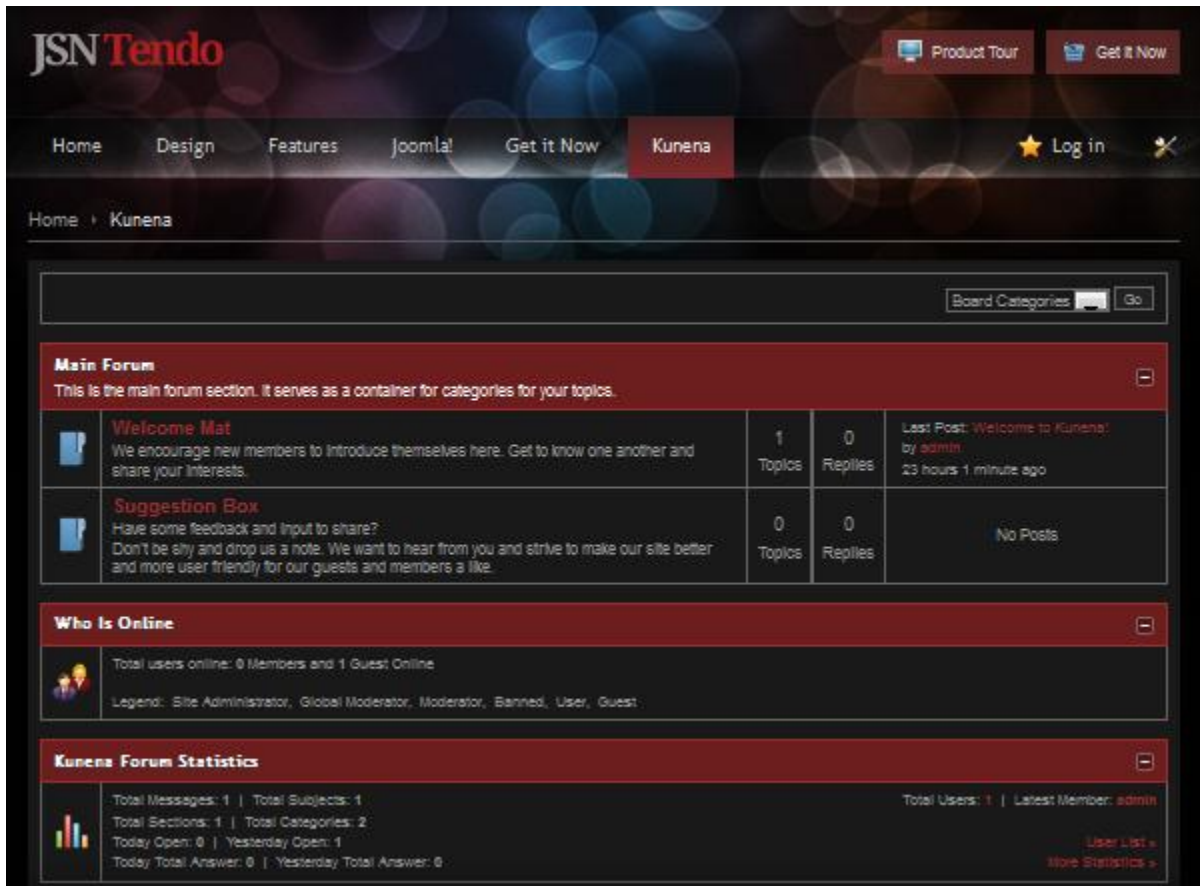 JSN Tendo
Product Tour
Get It Now
Home
Design
Features
Joomla!
Get it Now
Kunena
Log in
Home
Kunena
Board Categories
Go
Main Forum
This is the main forum section. It serves as a container for categories for your topics.
Welcome Mat
We encourage new members to introduce themselves here. Get to know one another and
share your interests.
1
Topics
0
Replies
Last Post: Welcome to Kunena!
by admin
23 hours 1 minute ago
Suggestion Box
Have some feedback and input to share?
Don't be shy and drop us a note. We want to hear from you and strive to make our site better
and more user friendly for our guests and members a like.
0
Topics
0
Replies
No Posts
Who Is Online
Total users online: 0 Members and 1 Guest Online
Legend: Site Administrator, Global Moderator, Moderator, Banned, User, Guest
Kunena Forum Statistics
Total Messages: 1 | Total Subjects: 1
Total Sections: 1 | Total Categories: 2
Today Open: 0 | Yesterday Open: 1
Today Total Answer: 0 | Yesterday Total Answer: 0
Total Users: 1 | Latest Member: admin
User List »
More Statistics »